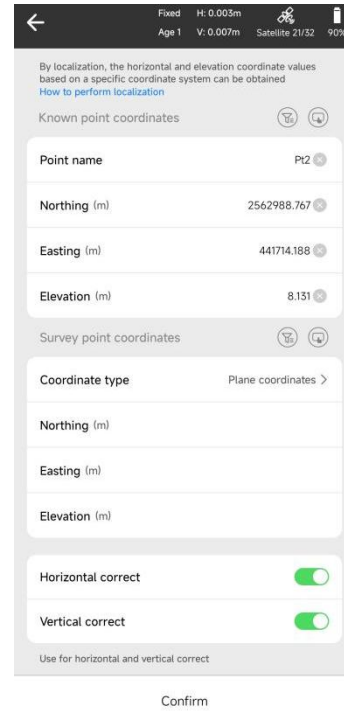 Fixed H: 0.003m
Age 1 V: 0.007m Satellite 21/32 90%
By localization, the horizontal and elevation coordinate values
based on a specific coordinate system can be obtained
How to perform localization
Known point coordinates
Point name Pt2
Northing (m) 2562988.767
Easting (m) 441714.188
Elevation (m) 8.131
Survey point coordinates
Coordinate type Plane coordinates >
Northing (m)
Easting (m)
Elevation (m)
Horizontal correct
Vertical correct
Use for horizontal and vertical correct
Confirm